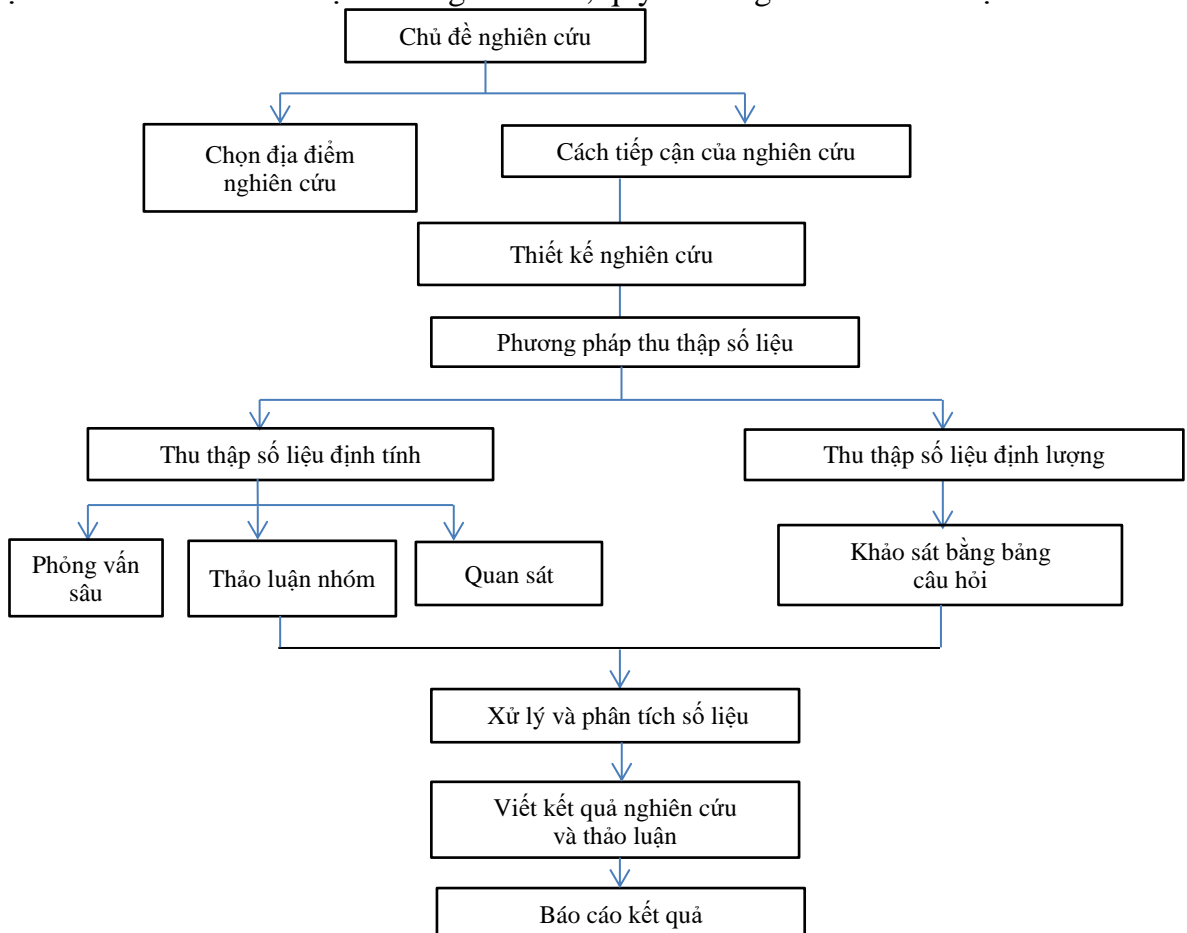 Chủ đề nghiên cứu
Chọn địa điểm
nghiên cứu
Cách tiếp cận của nghiên cứu
Thiết kế nghiên cứu
Phương pháp thu thập số liệu
Thu thập số liệu định tính
Thu thập số liệu định lượng
Phỏng vấn
sâu
Thảo luận nhóm
Quan sát
Khảo sát bằng bảng
câu hỏi
Xử lý và phân tích số liệu
Viết kết quả nghiên cứu
và thảo luận
Báo cáo kết quả